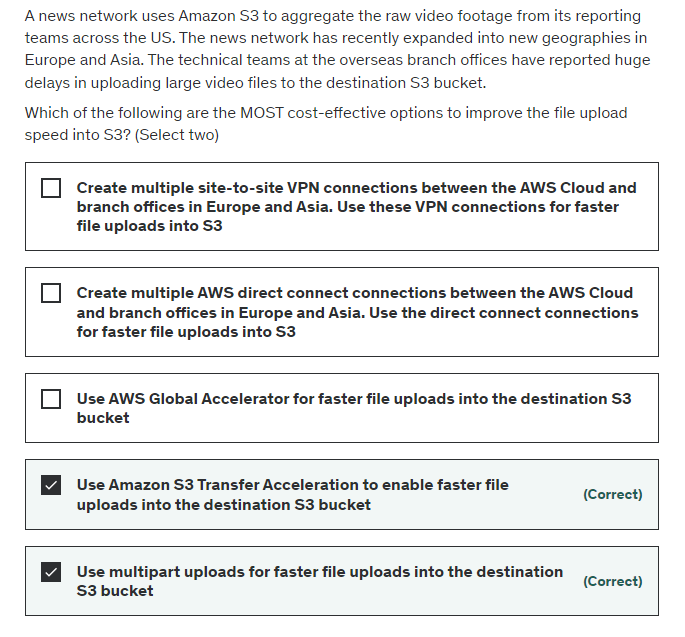 A news network uses Amazon S3 to aggregate the raw video footage from its reporting
teams across the US. The news network has recently expanded into new geographies in
Europe and Asia. The technical teams at the overseas branch offices have reported huge
delays in uploading large video files to the destination S3 bucket.
Which of the following are the MOST cost-effective options to improve the file upload
speed into S3? (Select two)
Create multiple site-to-site VPN connections between the AWS Cloud and
branch offices in Europe and Asia. Use these VPN connections for faster
file uploads into S3
Create multiple AWS direct connect connections between the AWS Cloud
and branch offices in Europe and Asia. Use the direct connect connections
for faster file uploads into S3
Use AWS Global Accelerator for faster file uploads into the destination S3
bucket
Use Amazon S3 Transfer Acceleration to enable faster file
uploads into the destination S3 bucket
(Correct)
Use multipart uploads for faster file uploads into the destination
S3 bucket
(Correct)